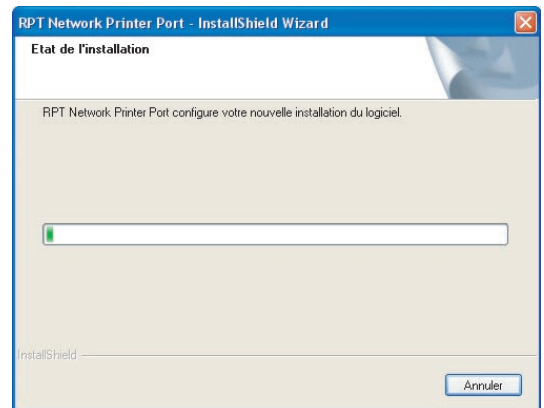 RPT Network Printer Port - InstallShield Wizard
Etat de l'installation
RPT Network Printer Port configure votre nouvelle installation du logiciel.
InstallShield
Annuler